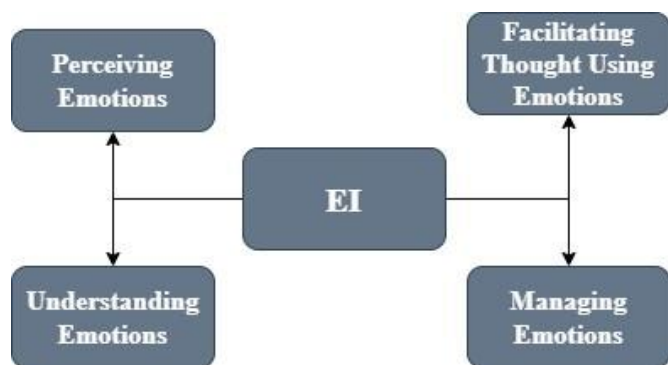 Perceiving
Emotions
Facilitating
Thought Using
Emotions
EI
Understanding
Emotions
Managing
Emotions